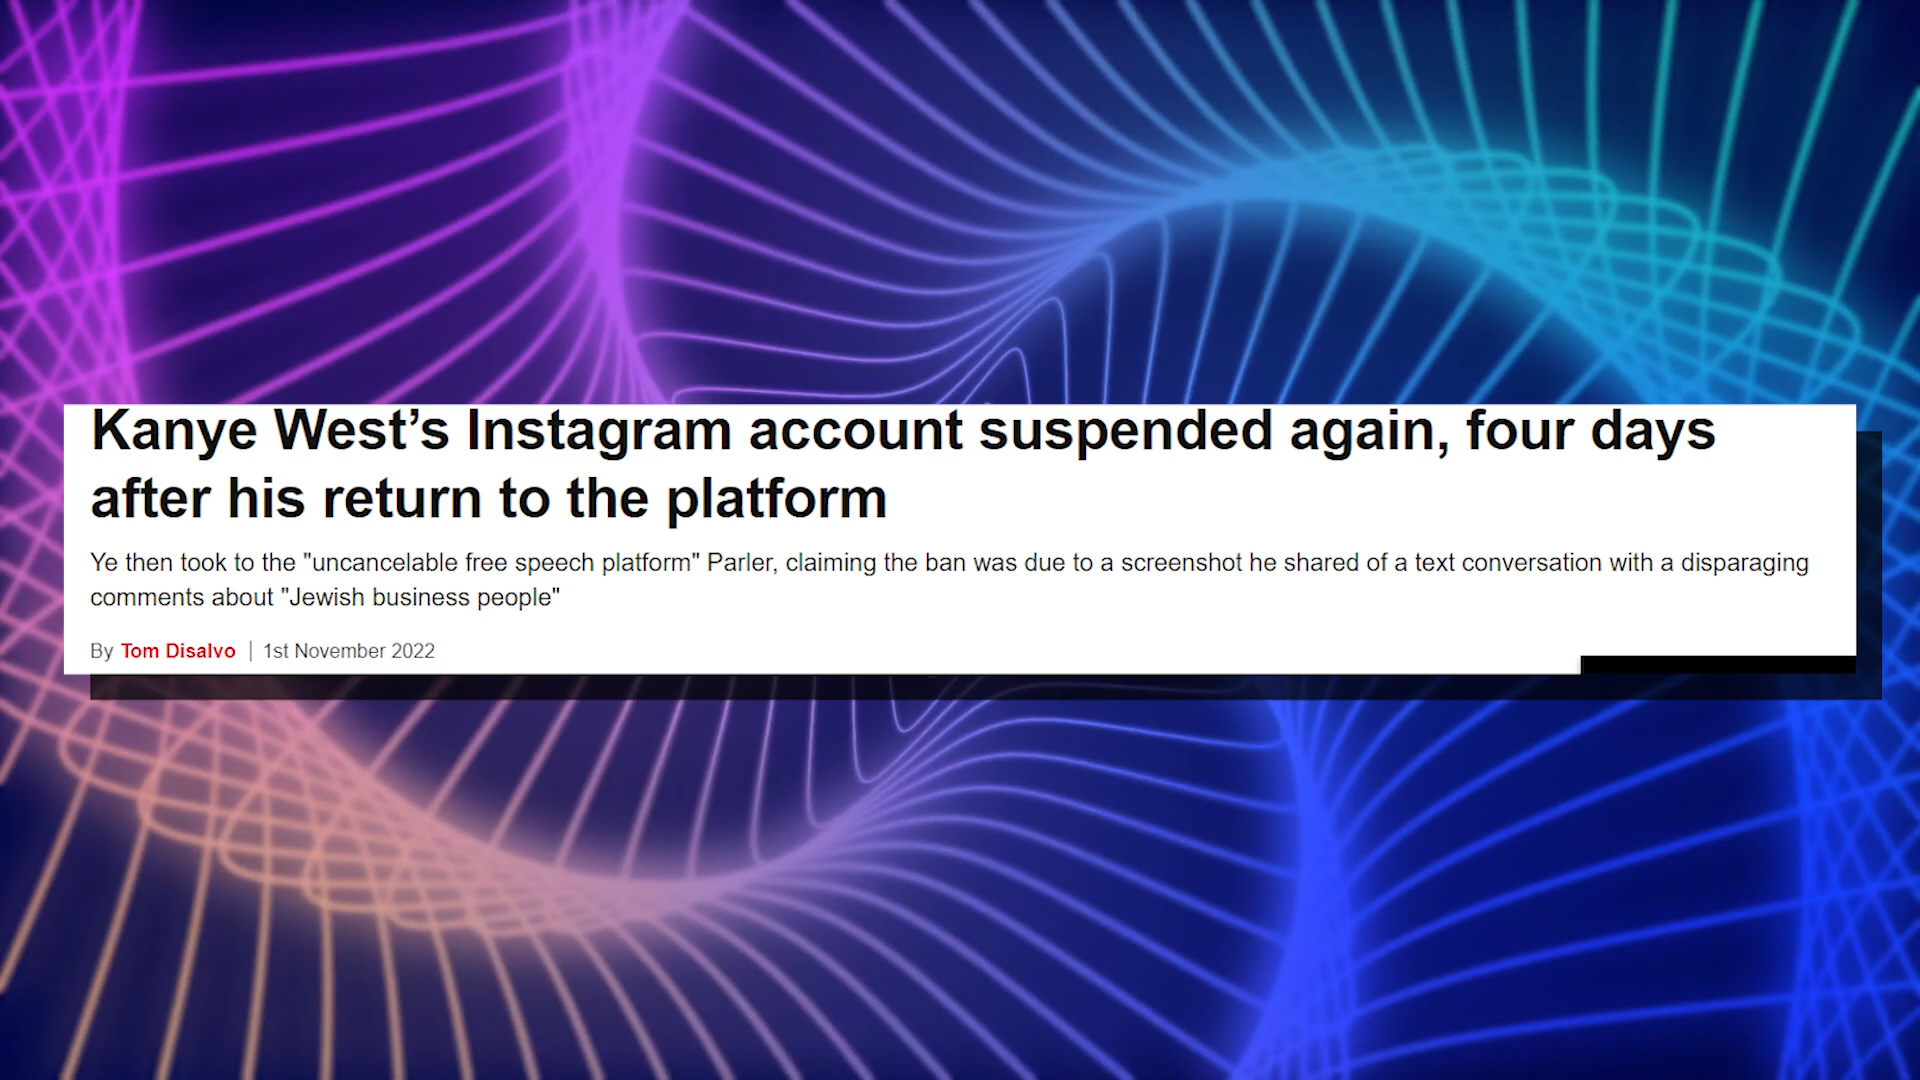 Kanye West’s Instagram account suspended again, four days
after his return to the platform
Ye then took to the "uncancelable free speech platform" Parler, claiming the ban was due to a screenshot he shared of a text conversation with a disparaging
comments about "Jewish business people"
By Tom Disalvo | 1st November 2022